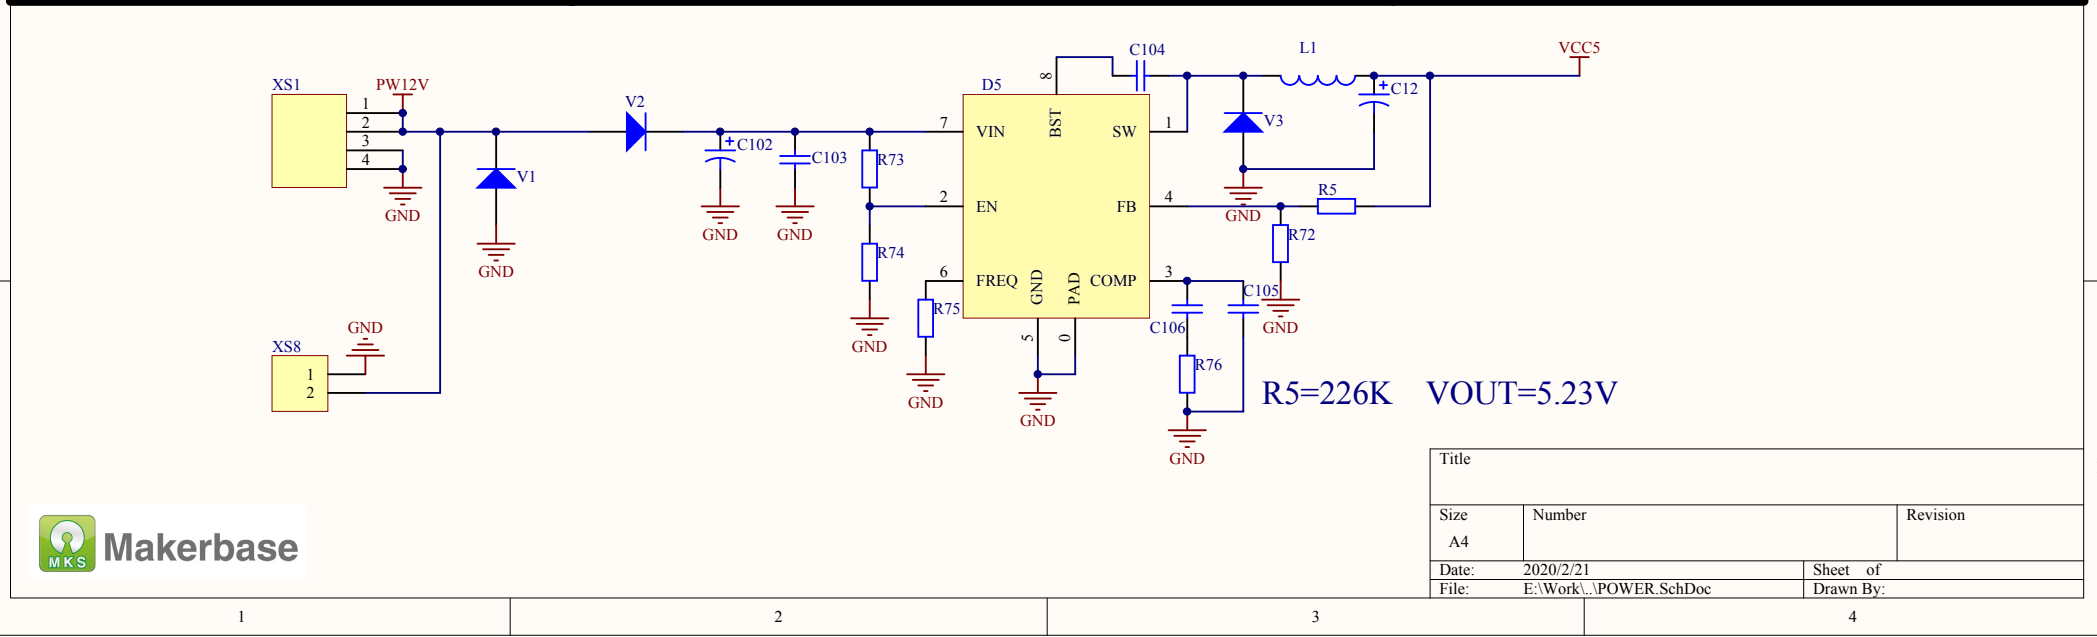 XS1
PW12V
1
2
3
4
GND
V1
GND
XS8
GND
1
2
V2
C102
GND
C103
GND
R73
R74
GND
R75
GND
D5
7 VIN
2 EN
6 FREQ
8
BST
SW 1
FB 4
COMP 3
GND
PAD
5
0
GND
C104
L1
VCC5
C12
V3
GND
R5
R72
GND
C105
C106
R76
GND
R5=226K VOUT=5.23V
Makerbase
MKS
Title
Size
A4
Number
Revision
Date: 2020/2/21
Sheet of
File: E:\Work\..\POWER.SchDoc
Drawn By:
1
2
3
4